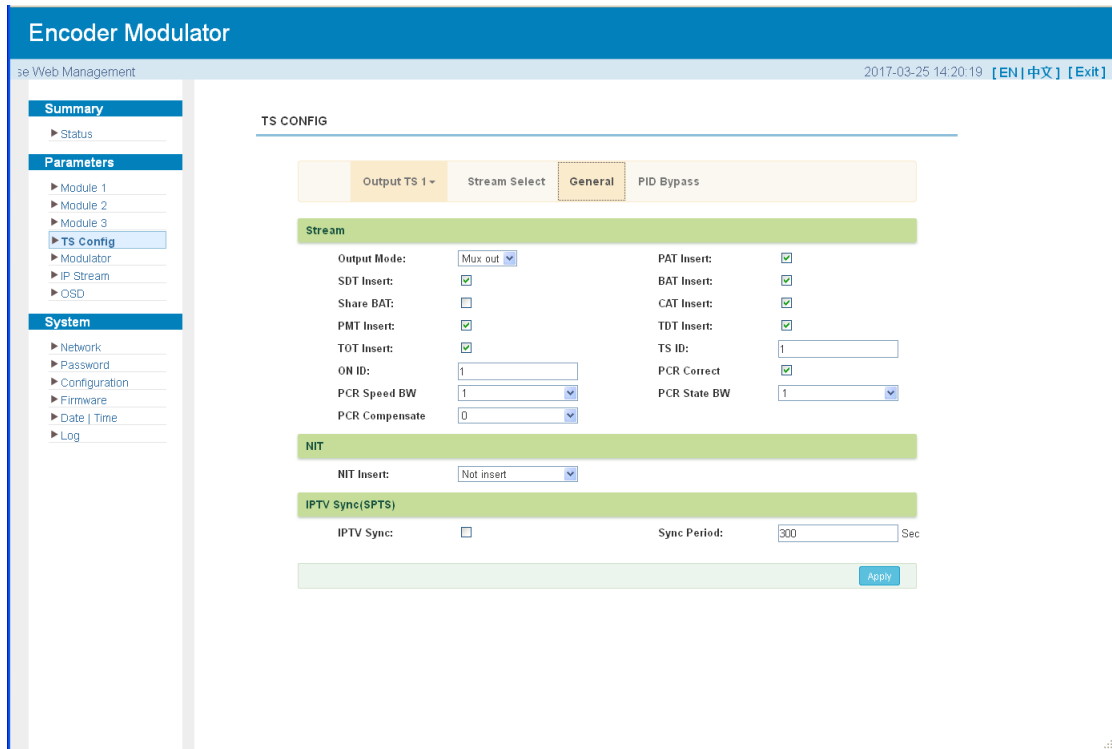 Encoder Modulator
se Web Management
2017-03-25 14:20:19 [ EN | 中文 ] [ Exit ]
Summary
Status
Parameters
Module 1
Module 2
Module 3
TS Config
Modulator
IP Stream
OSD
System
Network
Password
Configuration
Firmware
Date | Time
Log
TS CONFIG
Output TS 1 Stream Select General PID Bypass
Stream
Output Mode: Mux out PAT Insert:
SDT Insert: BAT Insert:
Share BAT: CAT Insert:
PMT Insert: TDT Insert:
TOT Insert: TS ID: 1
ON ID: 1 PCR Correct
PCR Speed BW 1 PCR State BW 1
PCR Compensate 0
NIT
NIT Insert: Not insert
IPTV Sync(SPTS)
IPTV Sync: Sync Period: 300 Sec
Apply